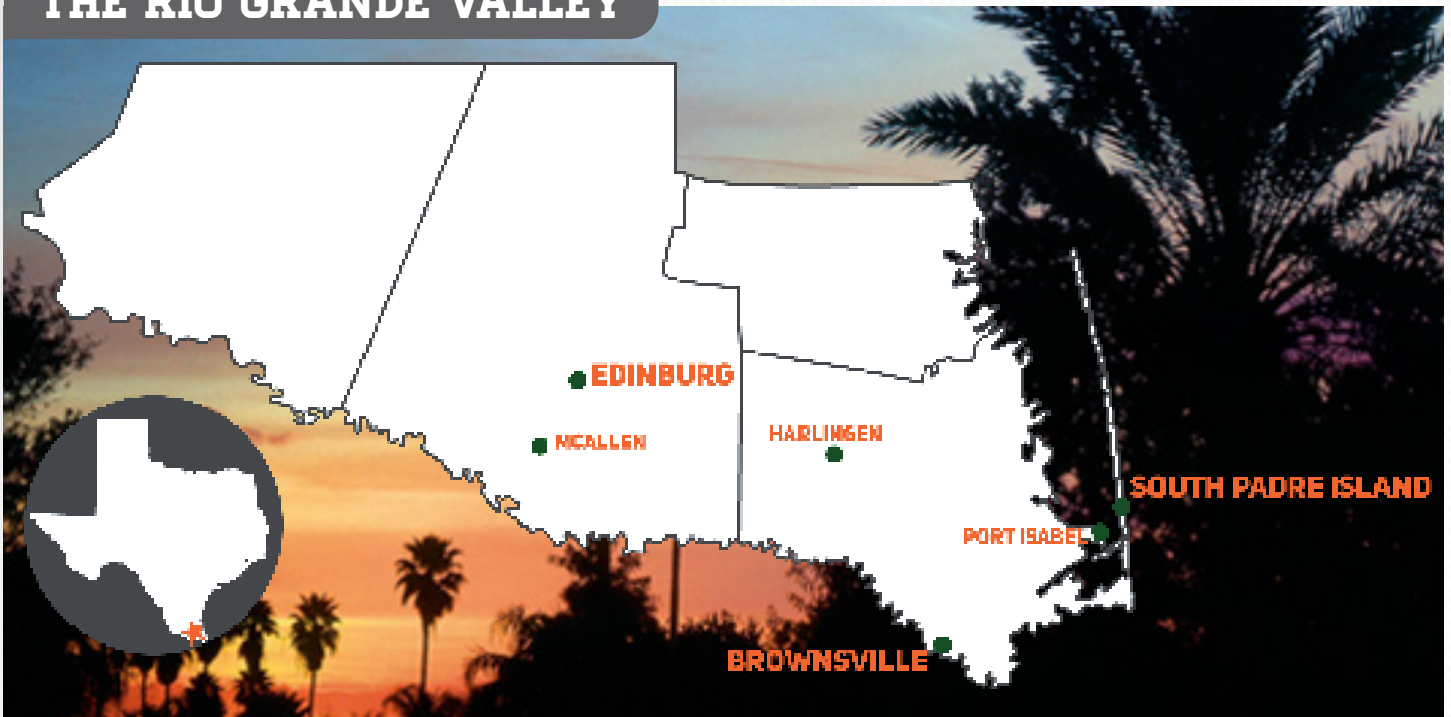 THE RIO GRANDE VALLEY
EDINBURG
MCALLEN
HARLINGEN
SOUTH PADRE ISLAND
PORT ISABEL
BROWNSVILLE